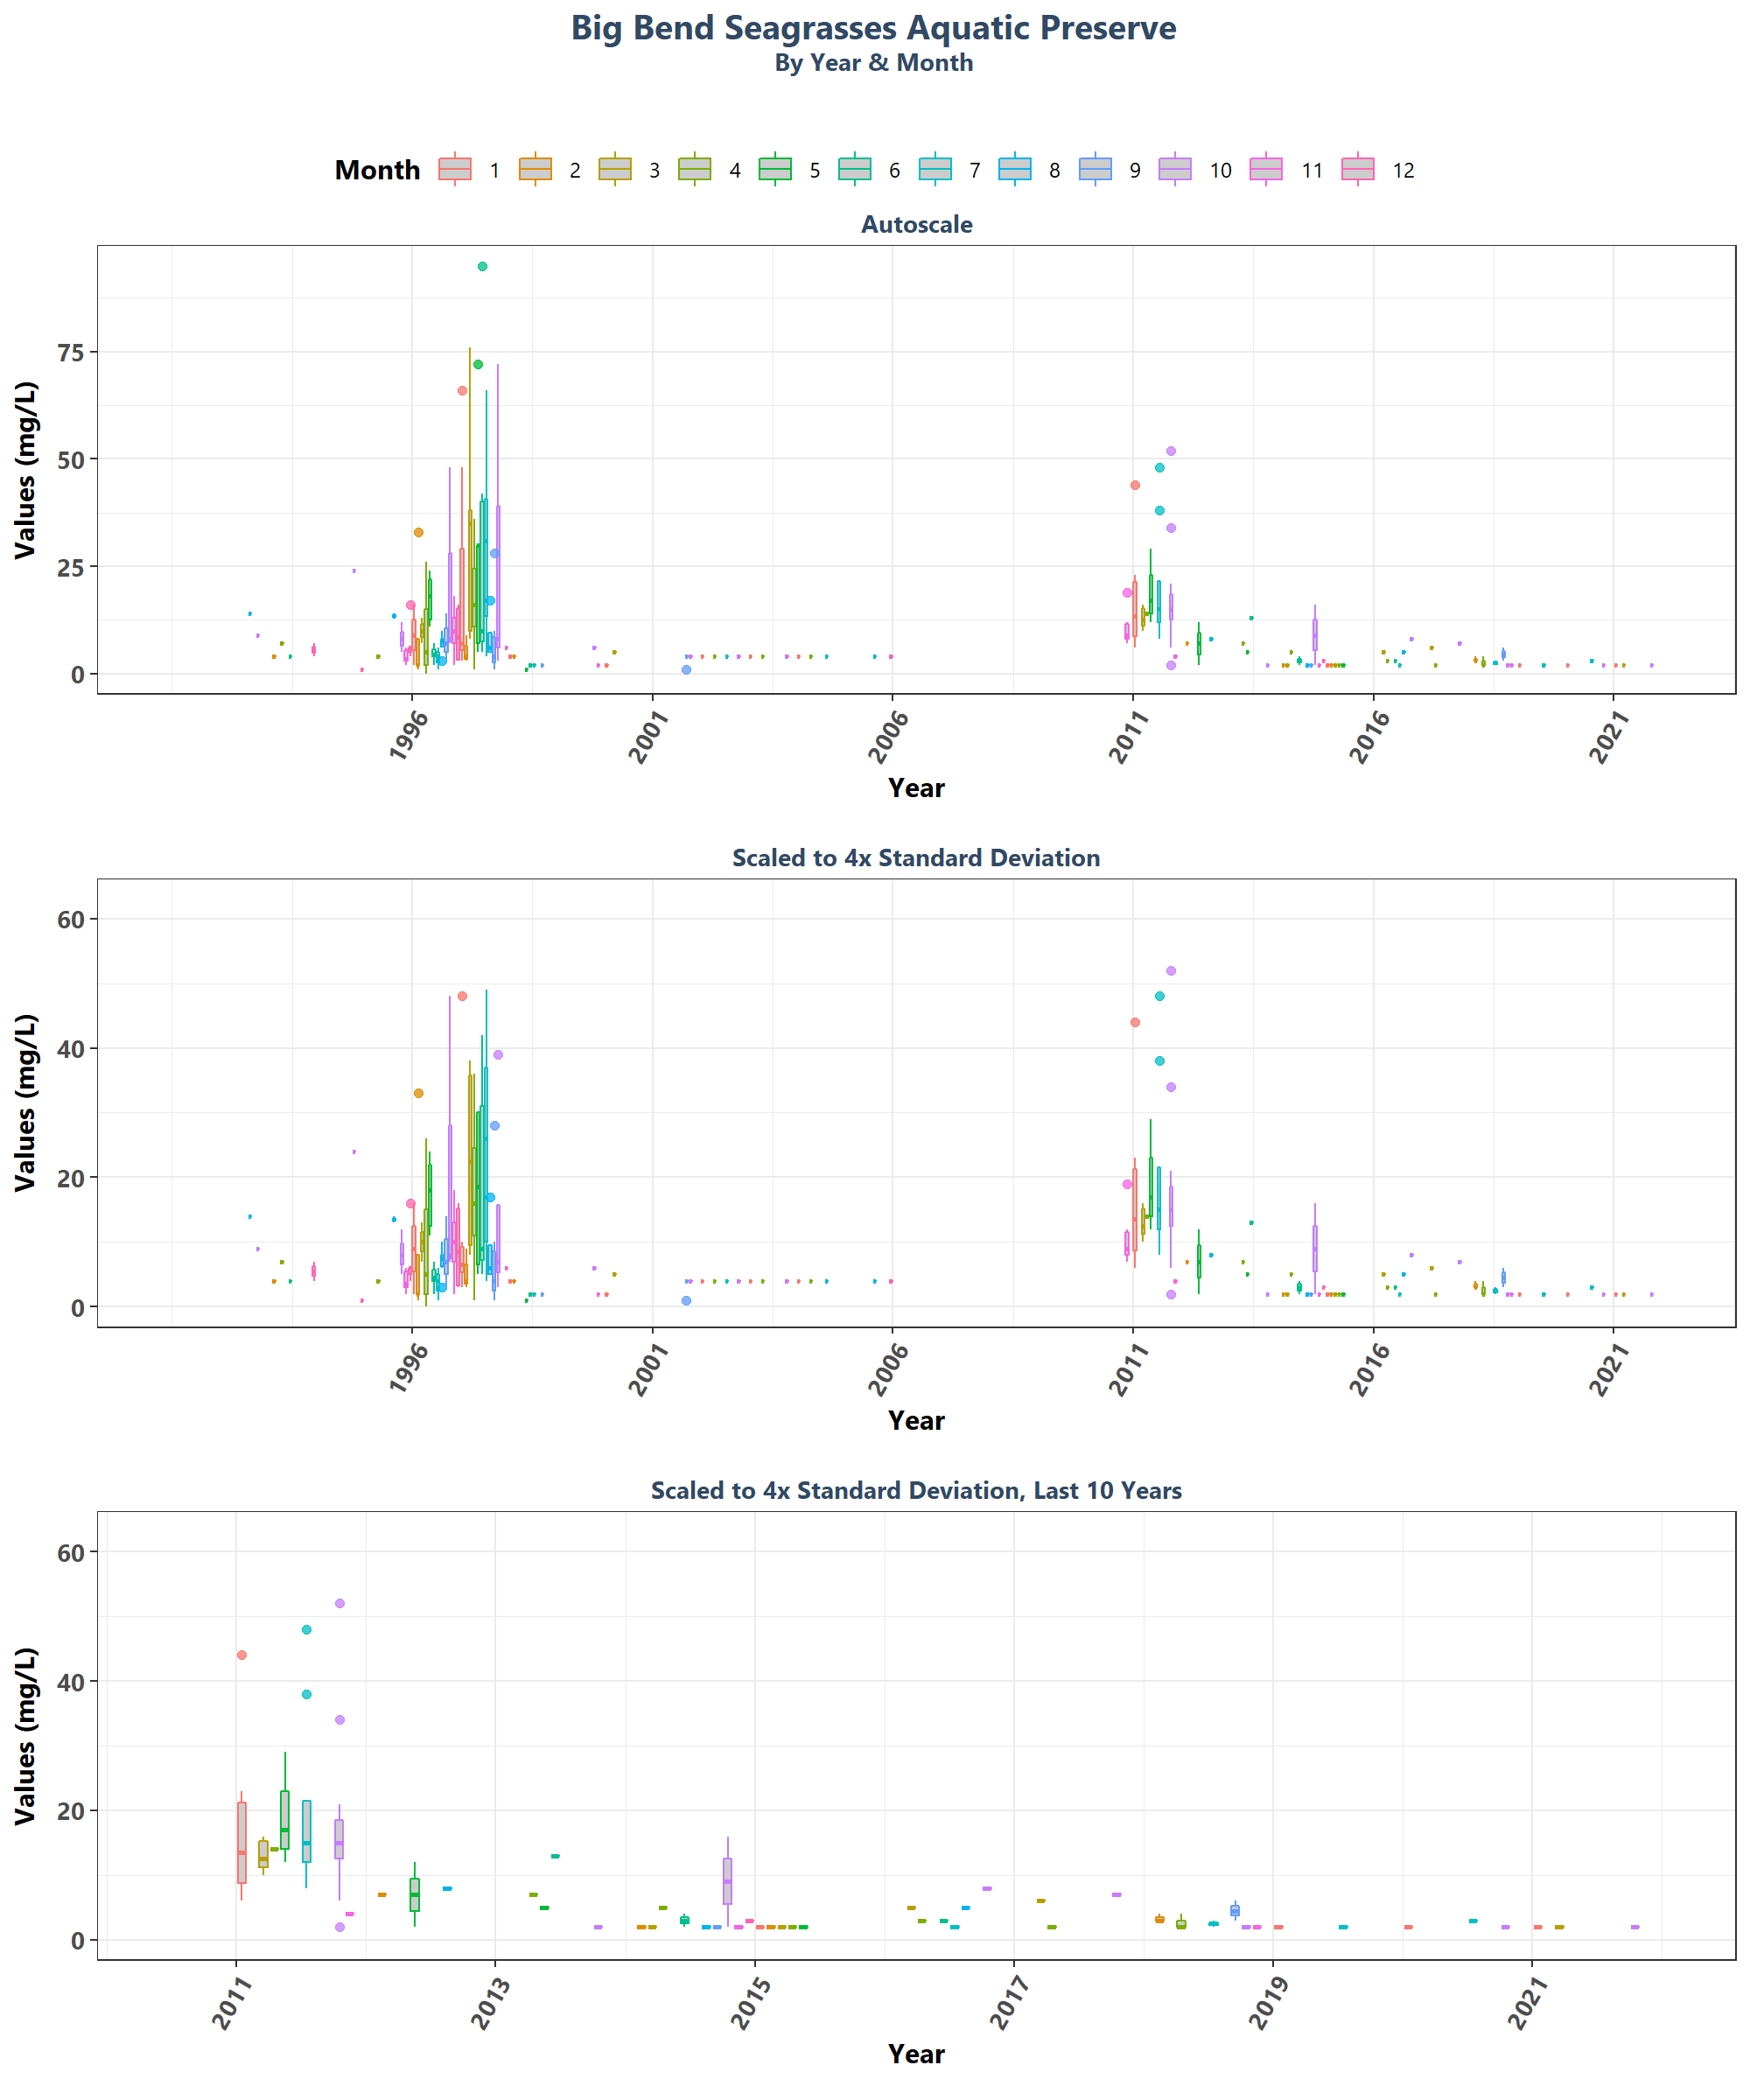 Big Bend Seagrasses Aquatic Preserve
By Year & Month
Month 1 2 3 4 5 6 7 8 9 10 11 12
Autoscale
Values (mg/L)
75
50
25
0
1996 2001 2006 2011 2016 2021
Year
Scaled to 4x Standard Deviation
Values (mg/L)
60
40
20
0
1996 2001 2006 2011 2016 2021
Year
Scaled to 4x Standard Deviation, Last 10 Years
Values (mg/L)
60
40
20
0
2011 2013 2015 2017 2019 2021
Year